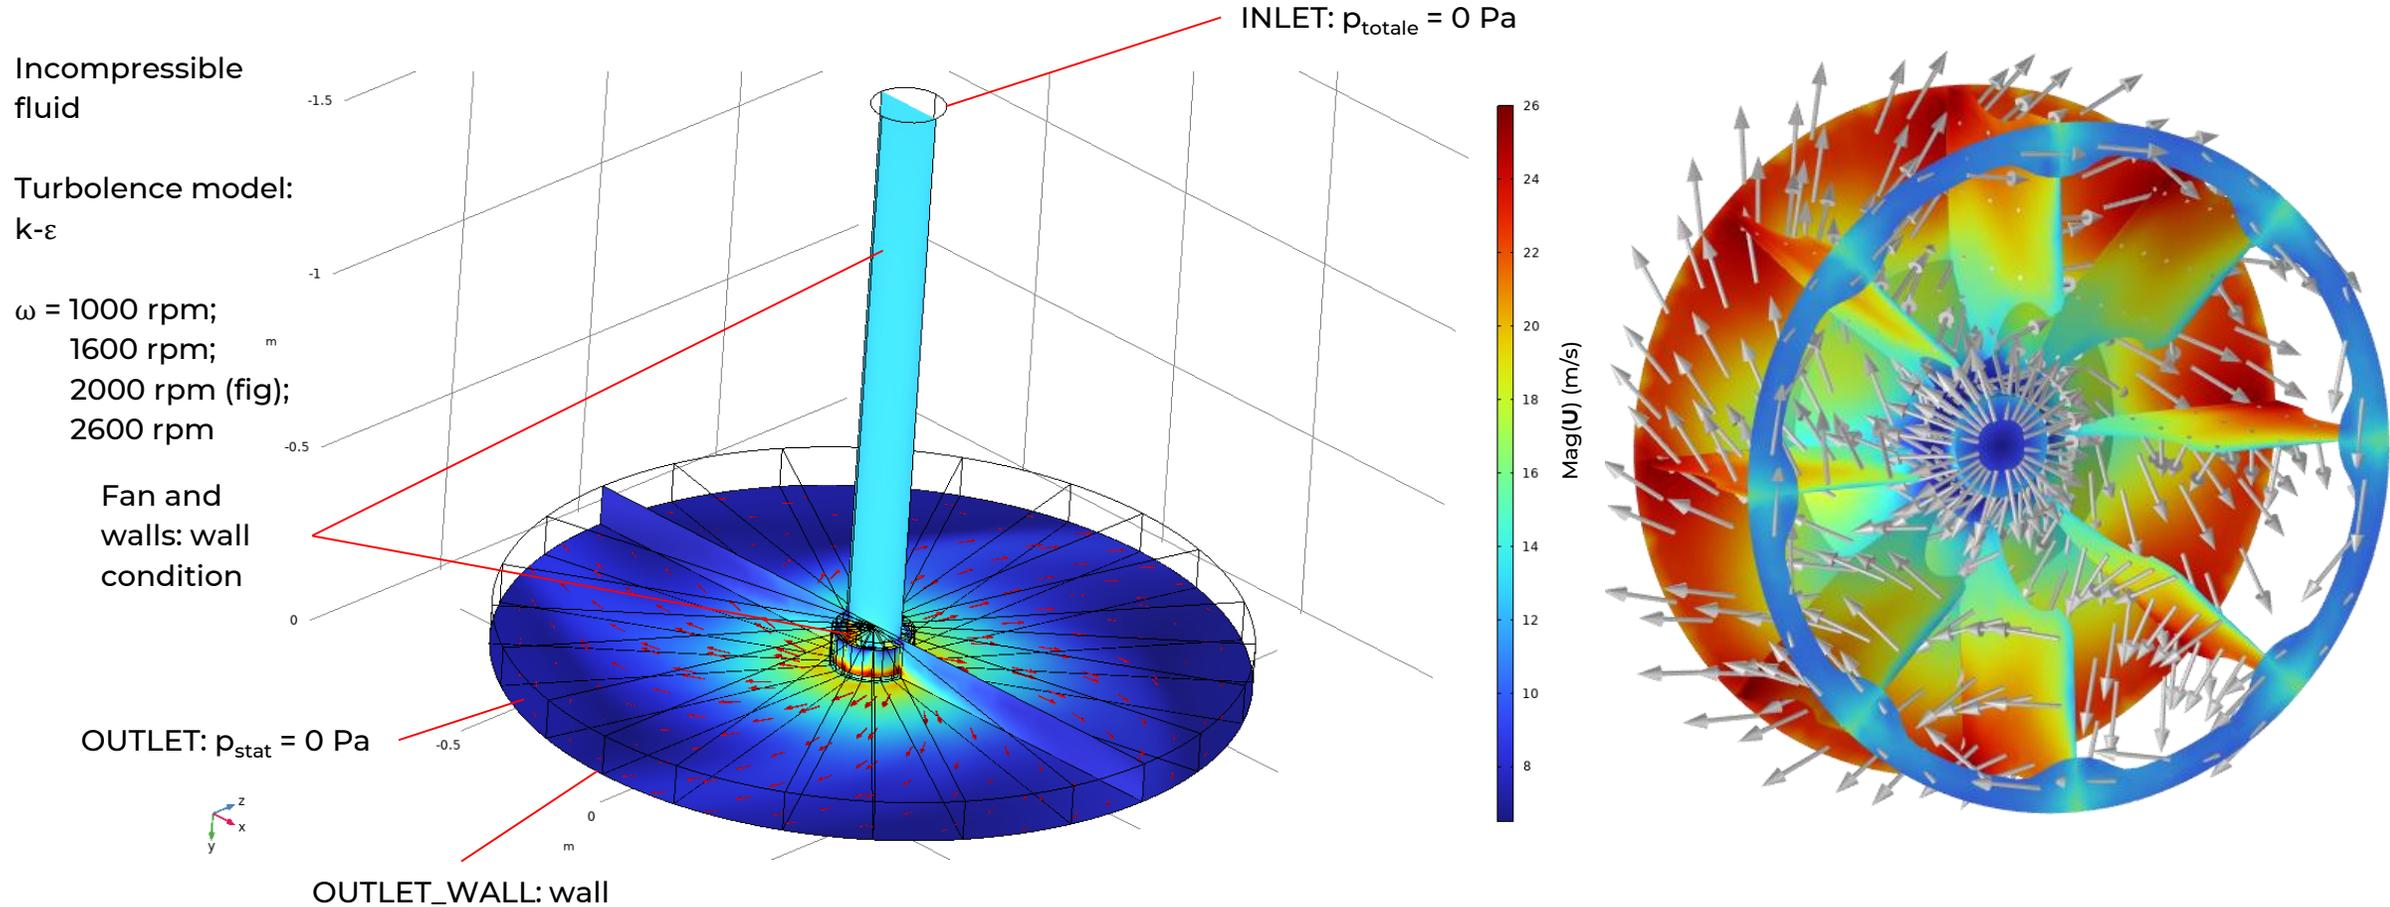 INLET: ptotale = 0 Pa
Incompressible
fluid
Turbolence model:
k-ε
ω = 1000 rpm;
1600 rpm;
2000 rpm (fig);
2600 rpm
Fan and
walls: wall
condition
OUTLET: pstat = 0 Pa
OUTLET_WALL: wall
-1.5
-1
-0.5
0
m
-0.5
0
m
z
x
y
26
24
22
20
18
16
14
12
10
8
Mag(U) (m/s)